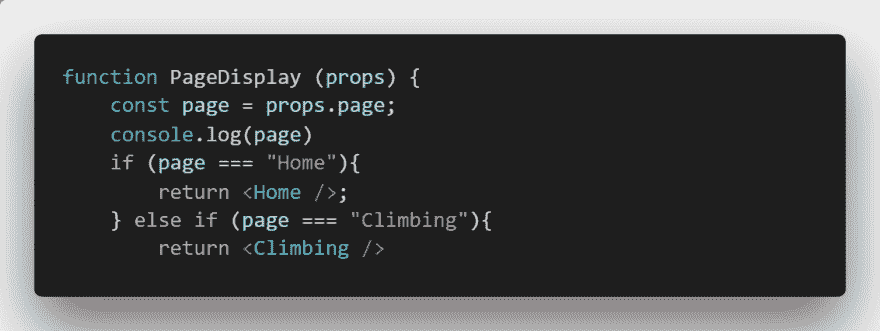 function PageDisplay (props) {
    const page = props.page;
    console.log(page)
    if (page === "Home"){
        return <Home />;
    } else if (page === "Climbing"){
        return <Climbing />